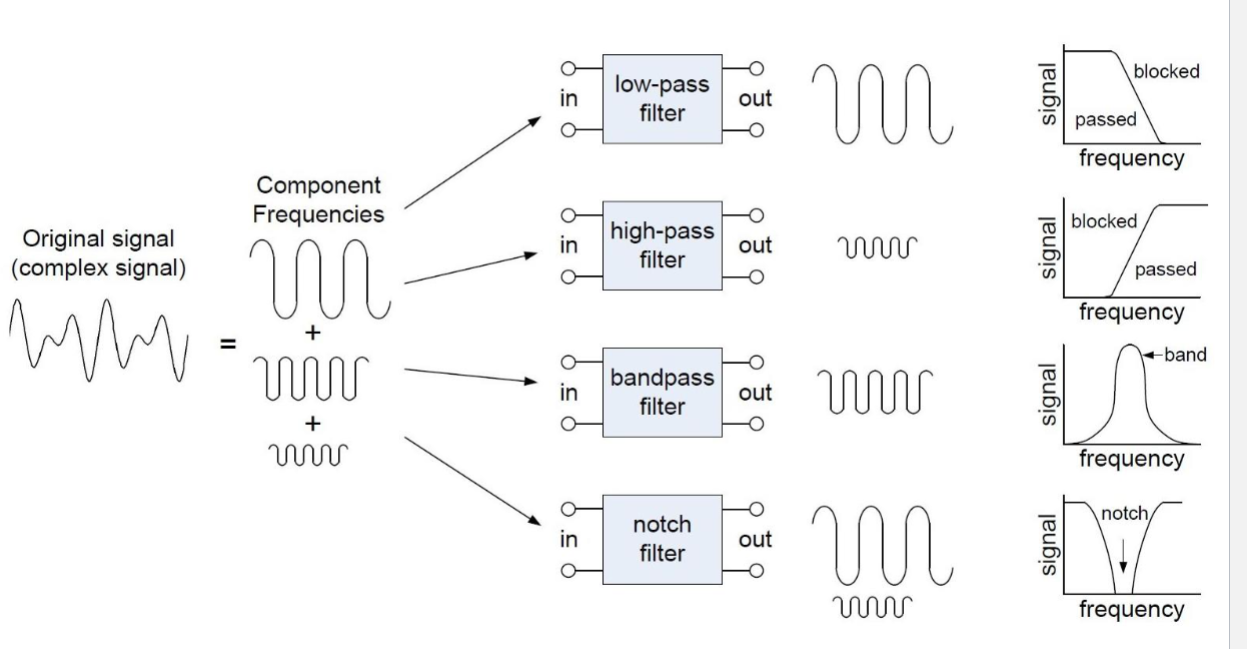 Original signal
(complex signal)
=
Component
Frequencies
+
+
in
low-pass
filter
out
signal
blocked
passed
frequency
in
high-pass
filter
out
signal
blocked
passed
frequency
in
bandpass
filter
out
signal
band
frequency
in
notch
filter
out
signal
notch
frequency